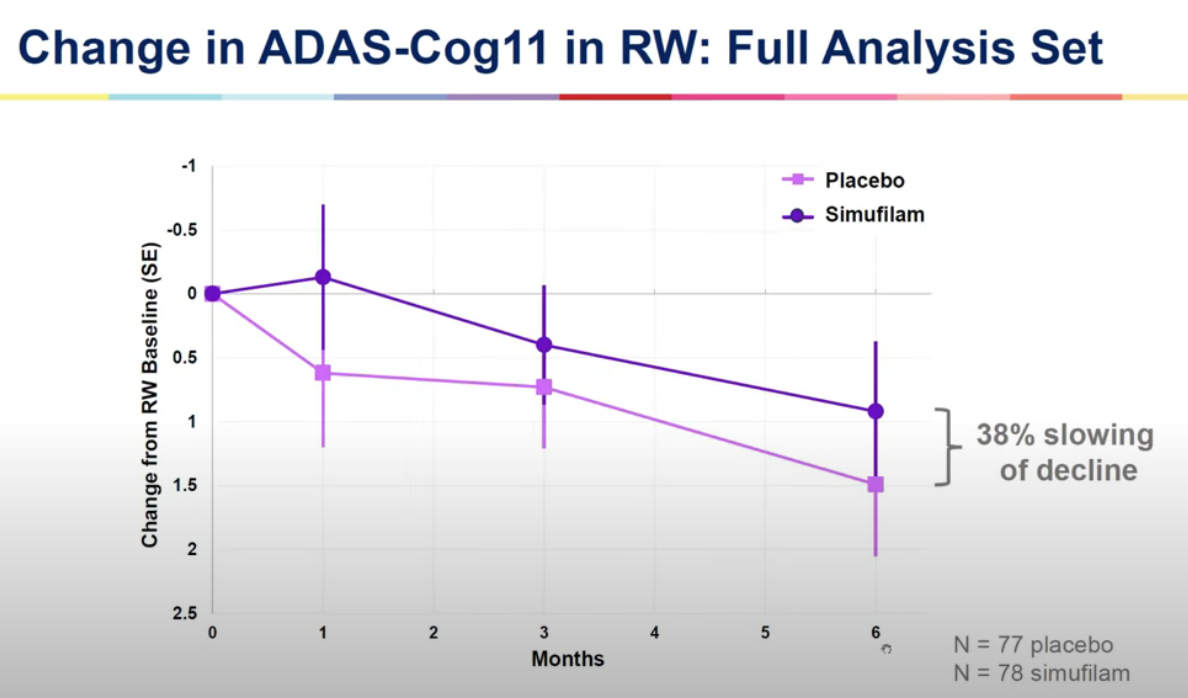 Change in ADAS-Cog11 in RW: Full Analysis Set
Placebo
Simufilam
Change from RW Baseline (SE)
-1
-0.5
0
0.5
1
1.5
2
2.5
0 1 2 3 4 5 6
Months
38% slowing
of decline
N = 77 placebo
N = 78 simufilam